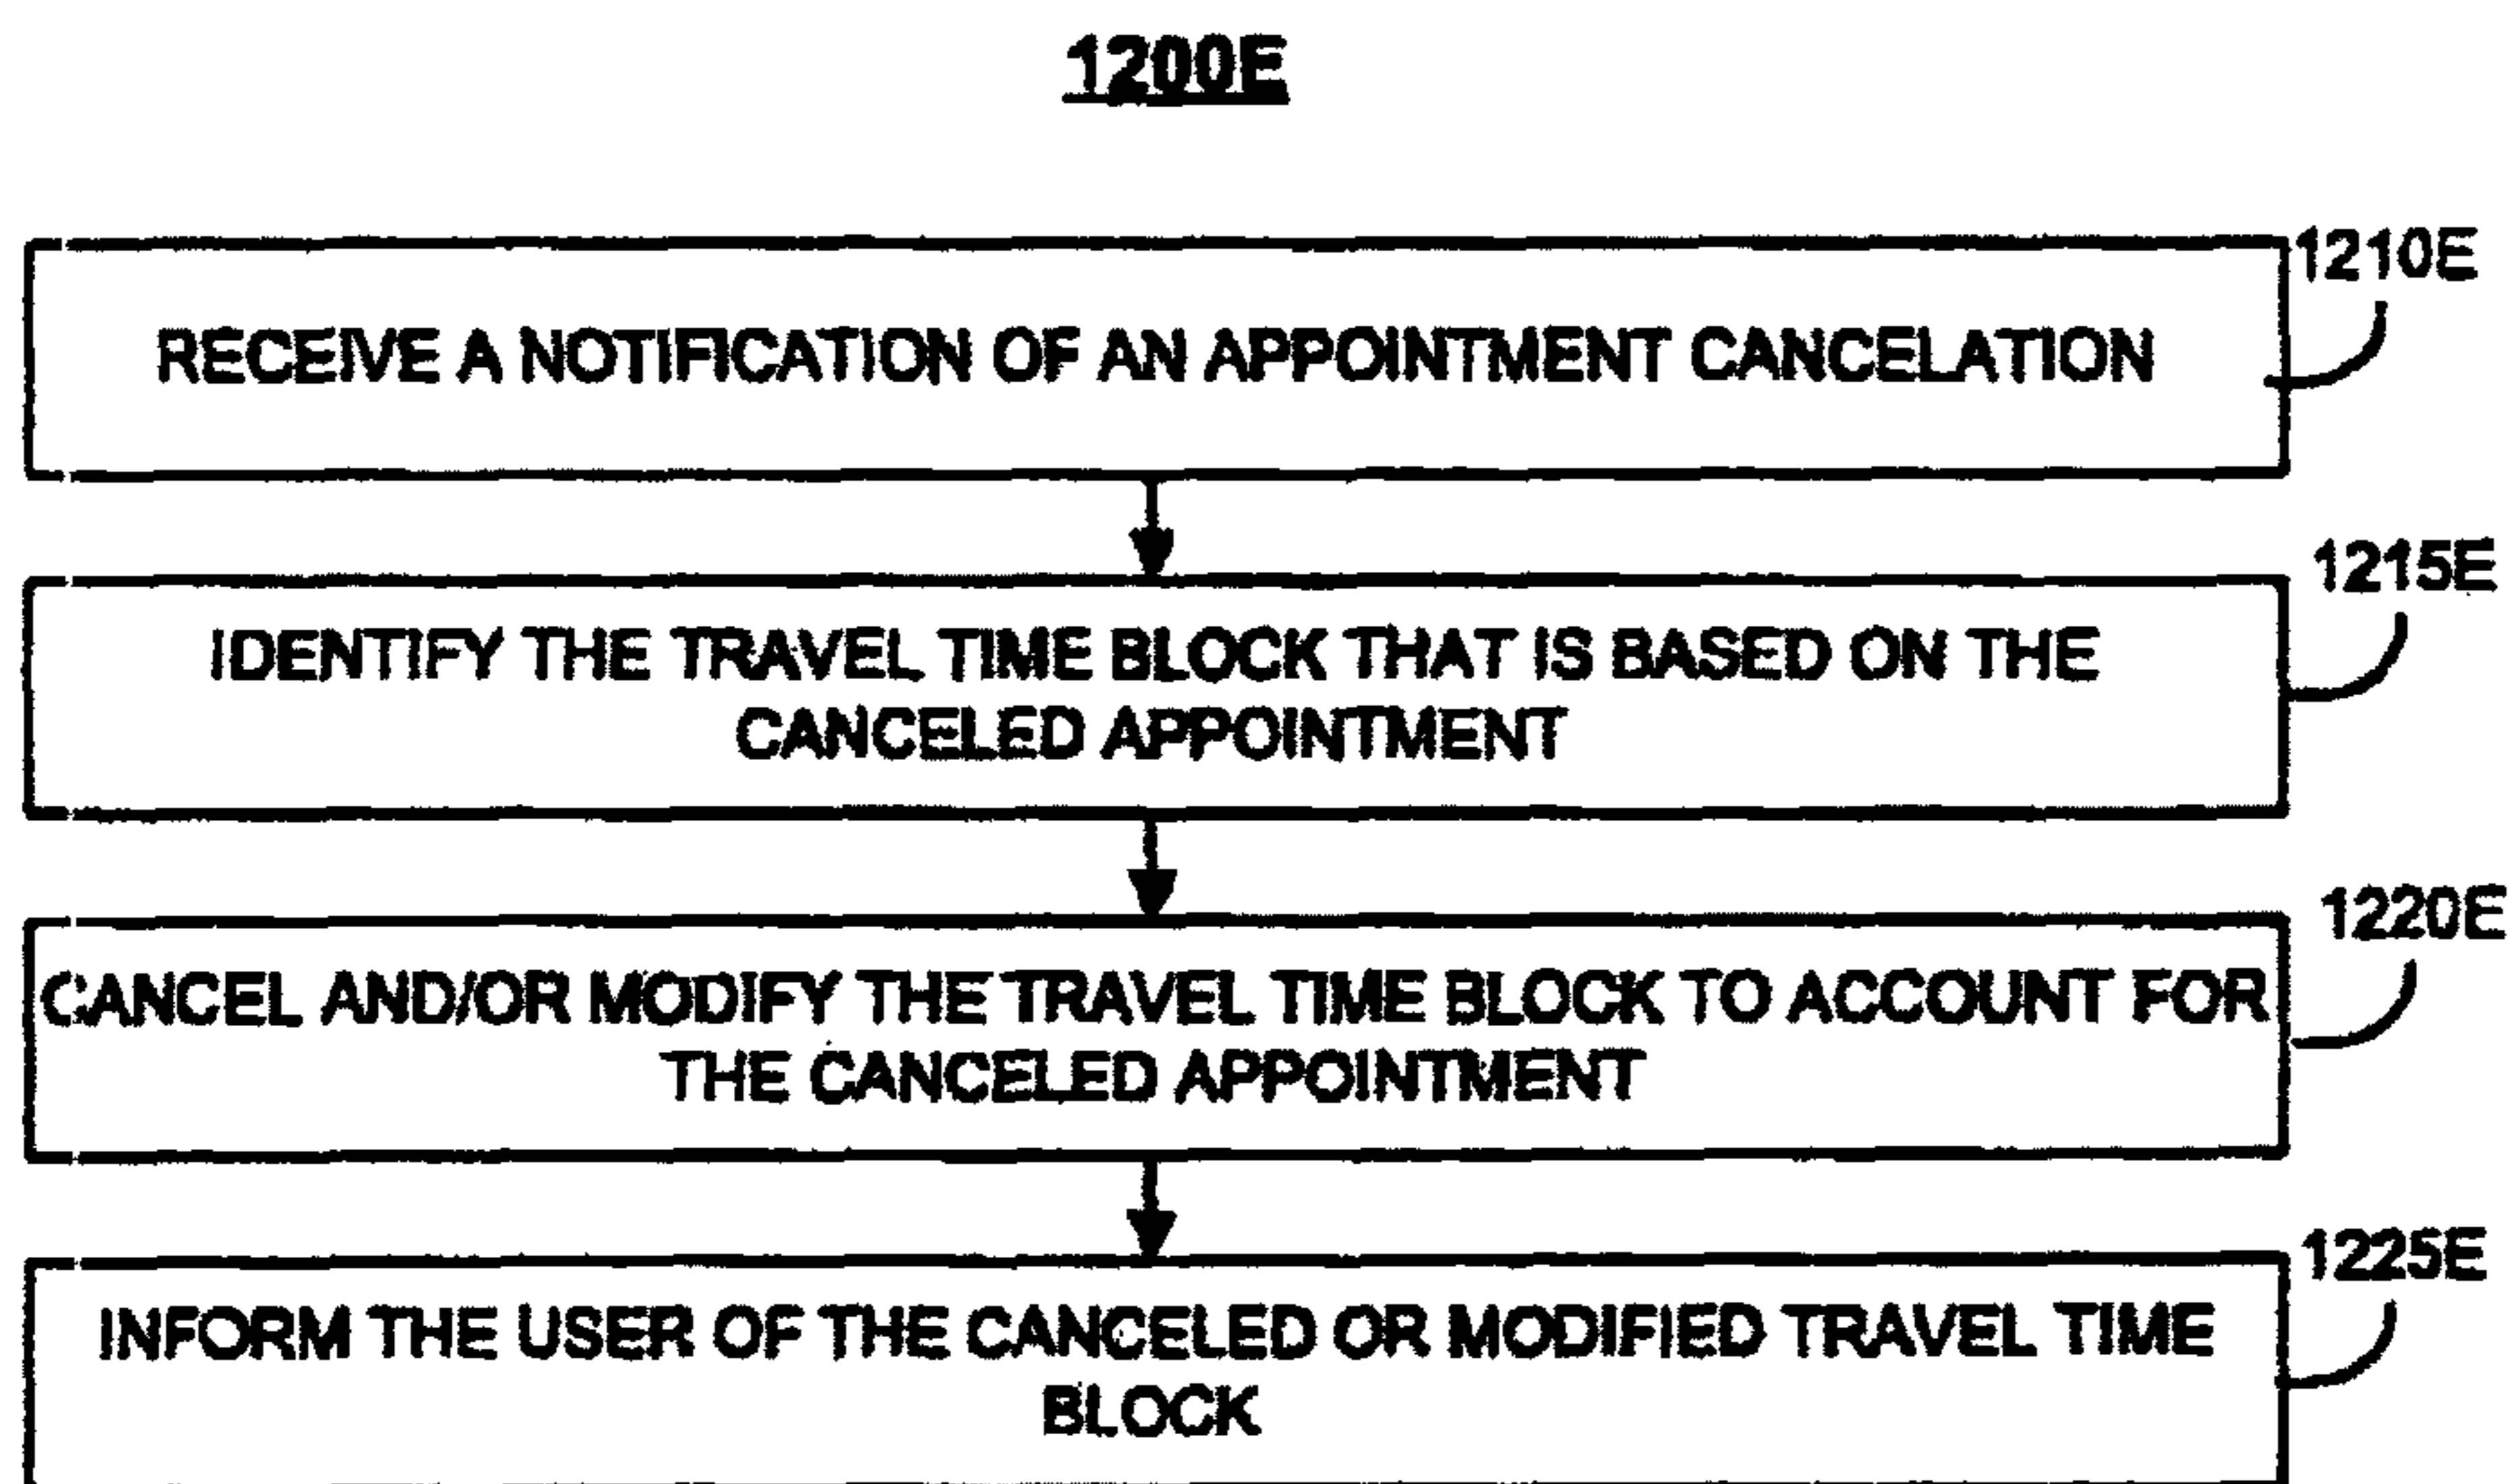 1200E
1210E
RECEIVE A NOTIFICATION OF AN APPOINTMENT CANCELATION
1215E
IDENTIFY THE TRAVEL TIME BLOCK THAT IS BASED ON THE
CANCELED APPOINTMENT
1220E
CANCEL AND/OR MODIFY THE TRAVEL TIME BLOCK TO ACCOUNT FOR
THE CANCELED APPOINTMENT
1225E
INFORM THE USER OF THE CANCELED OR MODIFIED TRAVEL TIME
BLOCK